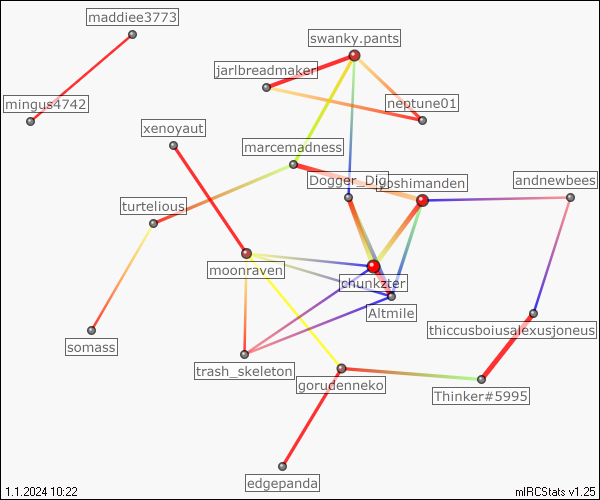 maddiee3773
swanky.pants
jarlbreadmaker
mingus4742
neptune01
xenoyaut
marcemadness
Dogger_Dig
oshimanden
andnewbees
turtelious
moonraven
chunkzter
Altmile
thiccusboiusalexusjoneus
somass
trash_skeleton
gorudenneko
Thinker#5995
edgepanda
1.1.2024 10:22
mIRCStats v1.25